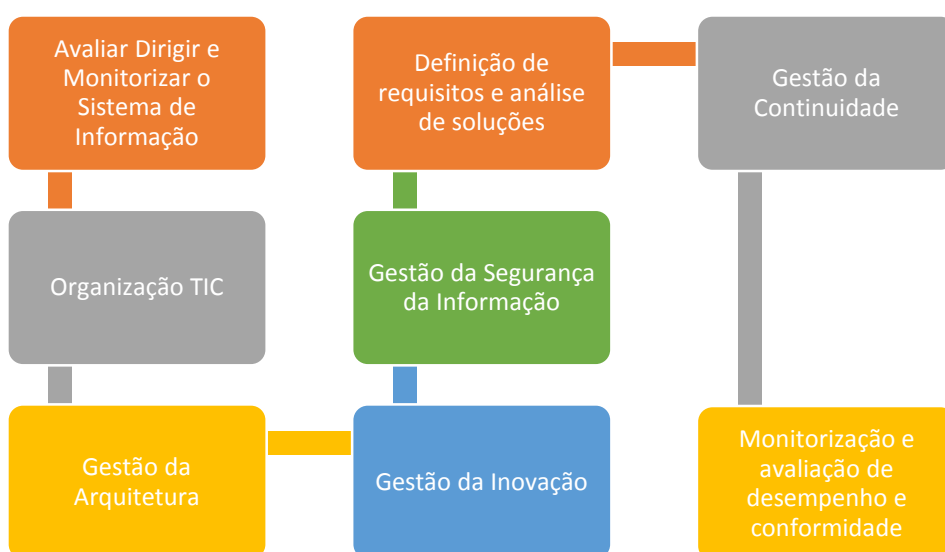 Avaliar Dirigir e
Monitorizar o
Sistema de
Informação
Organização TIC
Gestão da
Arquitetura
Gestão da Inovação
Gestão da Segurança
da Informação
Definição de
requisitos e análise
de soluções
Gestão da
Continuidade
Monitorização e
avaliação de
desempenho e
conformidade